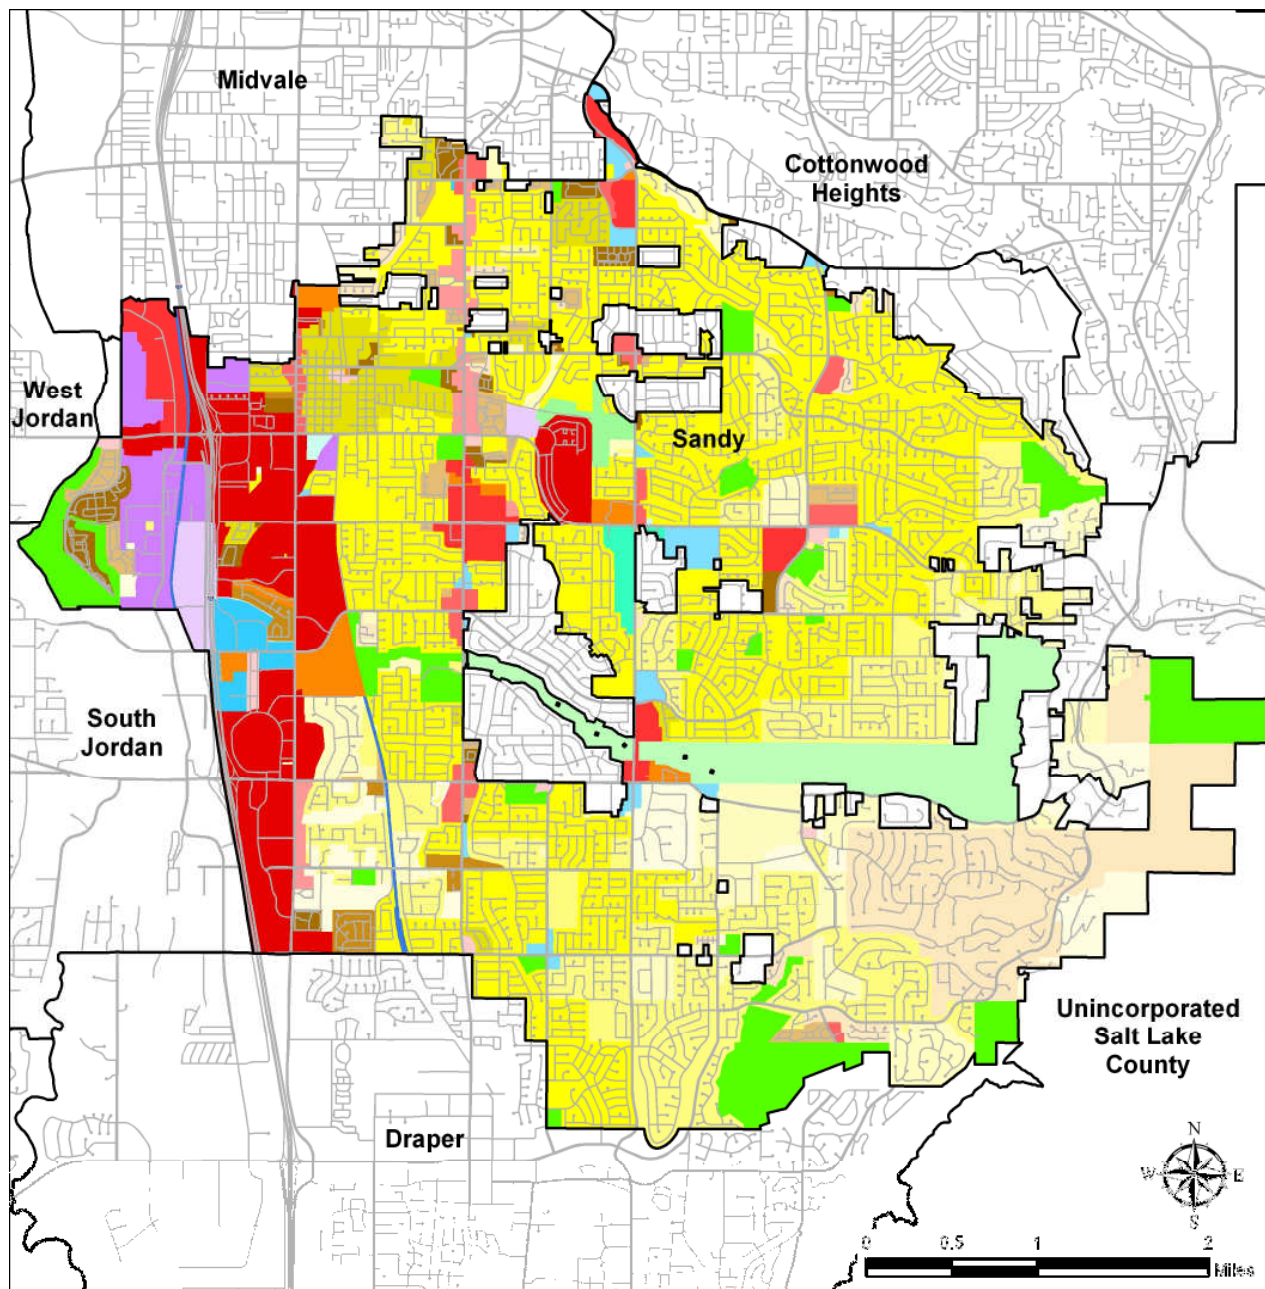 Midvale
Cottonwood
Heights
West
Jordan
Sandy
South
Jordan
Unincorporated
Salt Lake
County
Draper
N
W
E
S
0
0.5
1
2
Miles